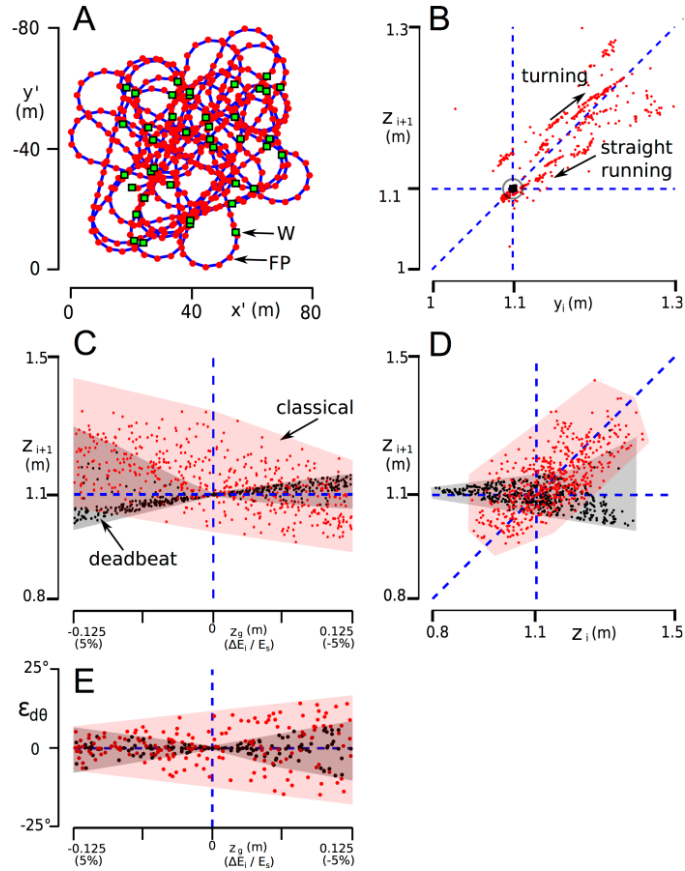 A
-80
y'
(m)
-40
0
W
FP
0
40
80
x' (m)
B
1.3
turning
z i+1
(m)
straight
running
1.1
1
1
1.1
1.3
y i (m)
C
1.5
classical
z i+1
(m)
1.1
deadbeat
0.8
-0.125
(5%)
0
z g (m)
(ΔE i / E s)
0.125
(-5%)
D
1.5
z i+1
(m)
1.1
0.8
0.8
1.1
1.5
z i (m)
E
25°
ε dθ
0
-25°
-0.125
(5%)
0
z g (m)
(ΔE i / E s)
0.125
(-5%)